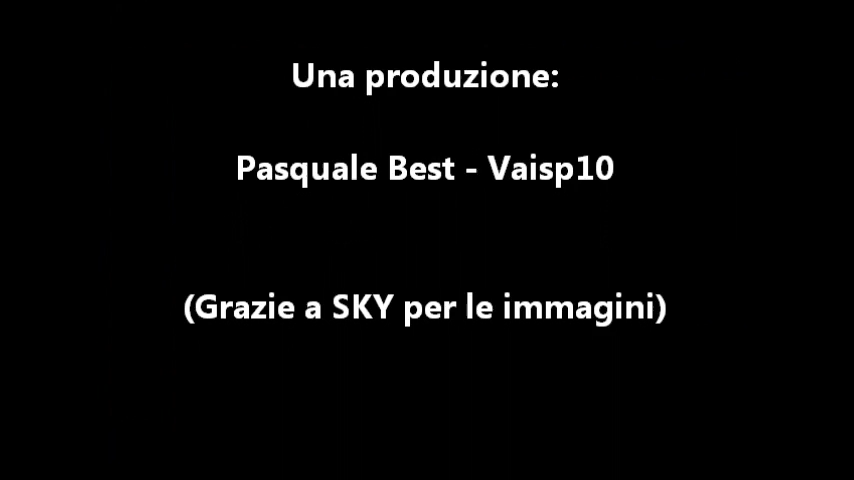 Una produzione:
Pasquale Best - Vaisp10
(Grazie a SKY per le immagini)